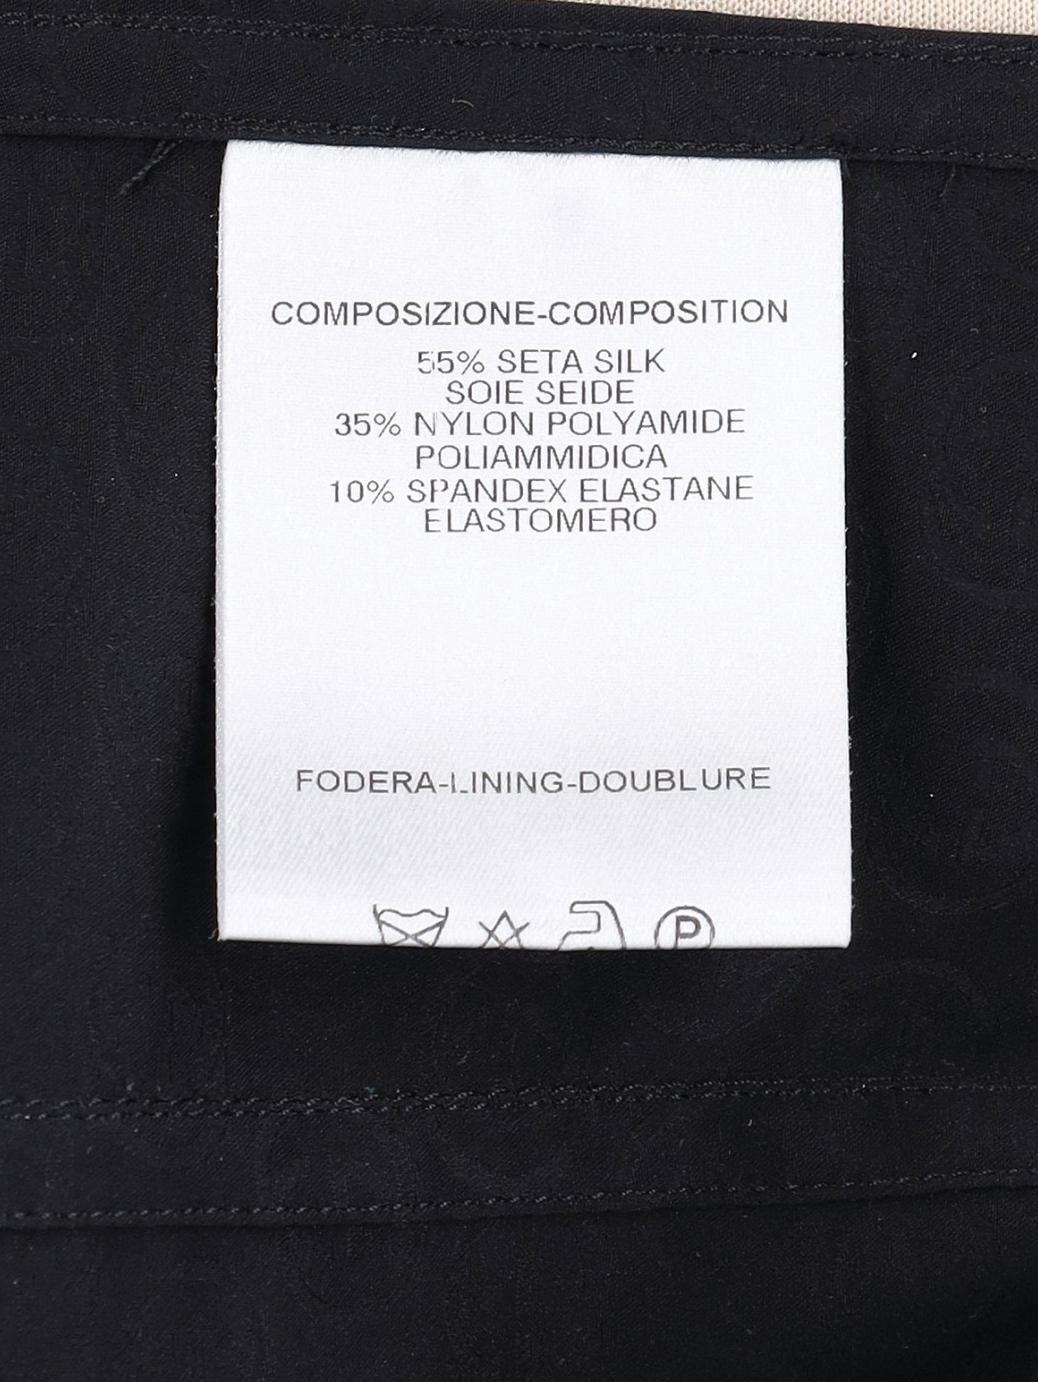 COMPOSIZIONE-COMPOSITION
55% SETA SILK
SOIE SEIDE
35% NYLON POLYAMIDE
POLIAMMIDICA
10% SPANDEX ELASTANE
ELASTOMERO
FODERA-LINING-DOUBLURE
P